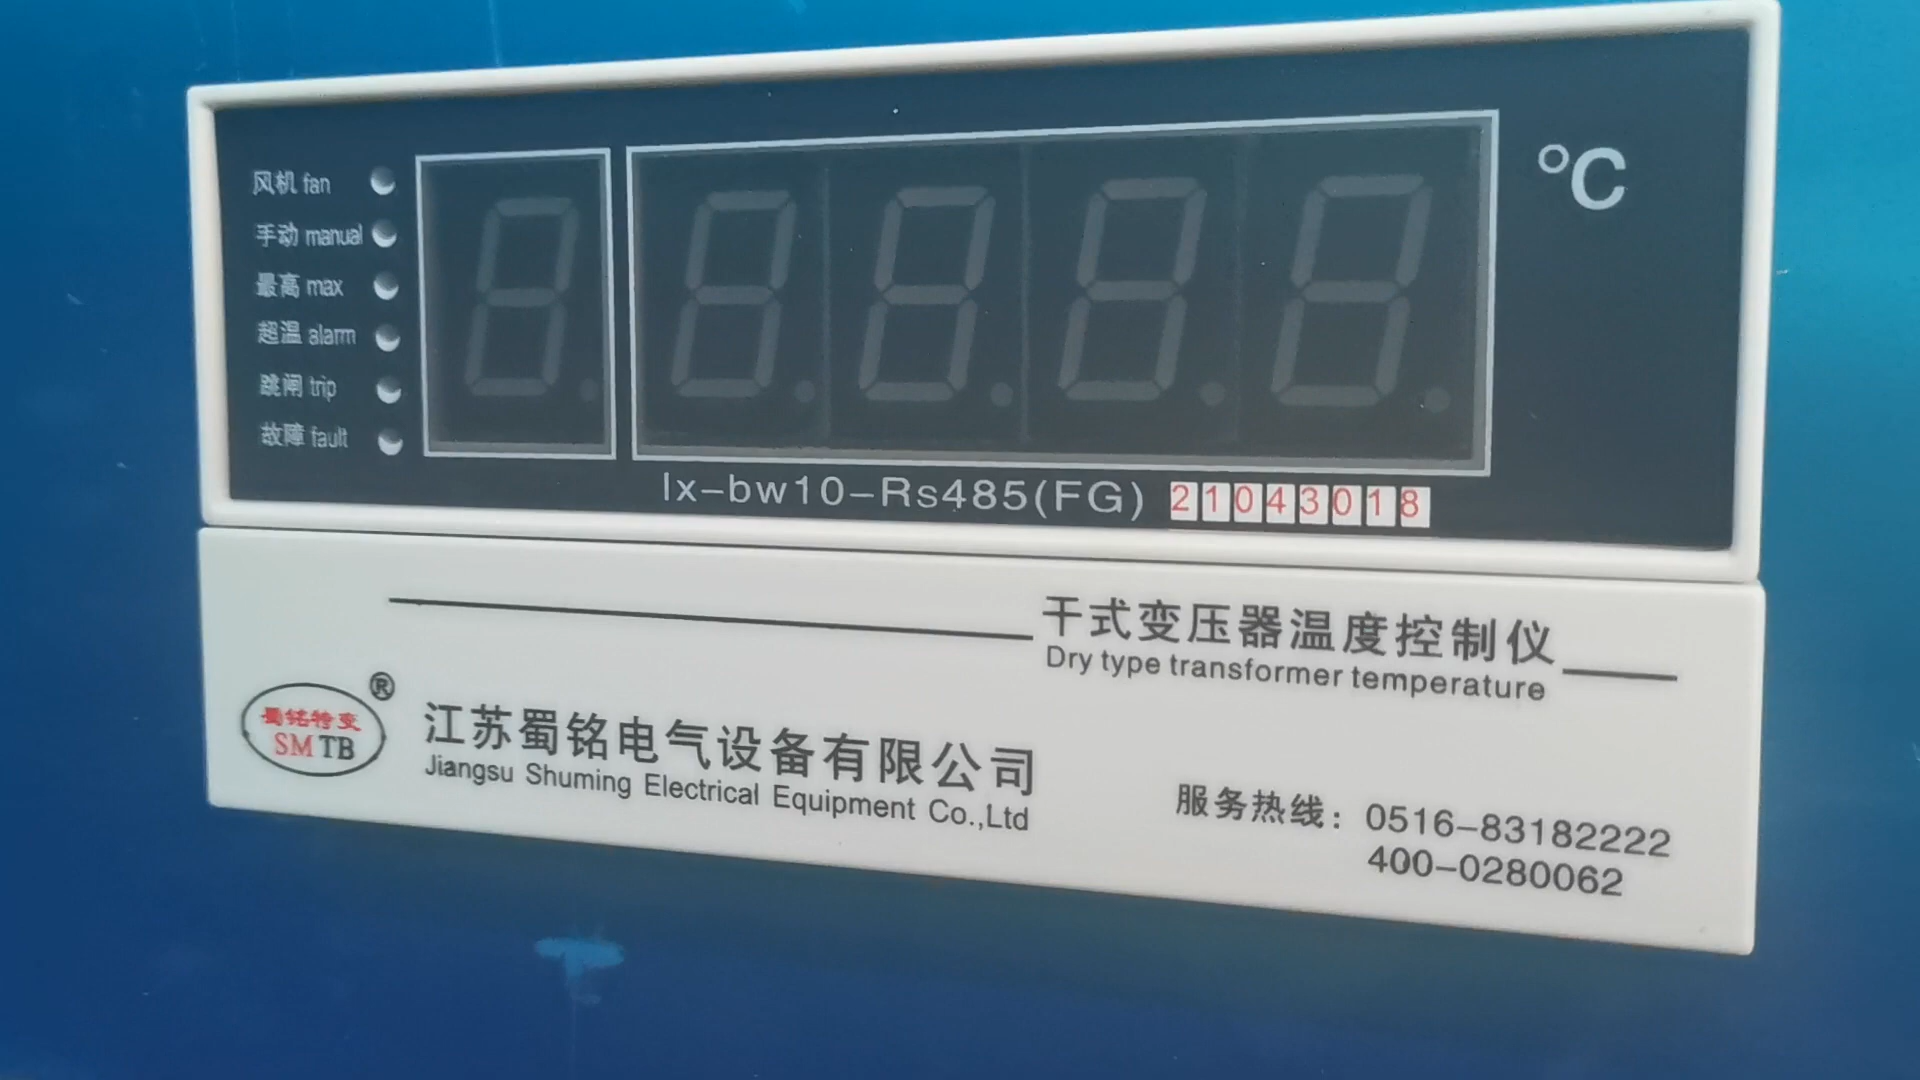 风机 fan
手动 manual
最高 max
超温 alarm
跳闸 trip
故障 fault
°C
lx-bw10-Rs485(FG) 21043018
干式变压器温度控制仪
Dry type transformer temperature
®
蜀铭特变
SMTB
江苏蜀铭电气设备有限公司
Jiangsu Shuming Electrical Equipment Co.,Ltd
服务热线：0516-83182222
400-0280062